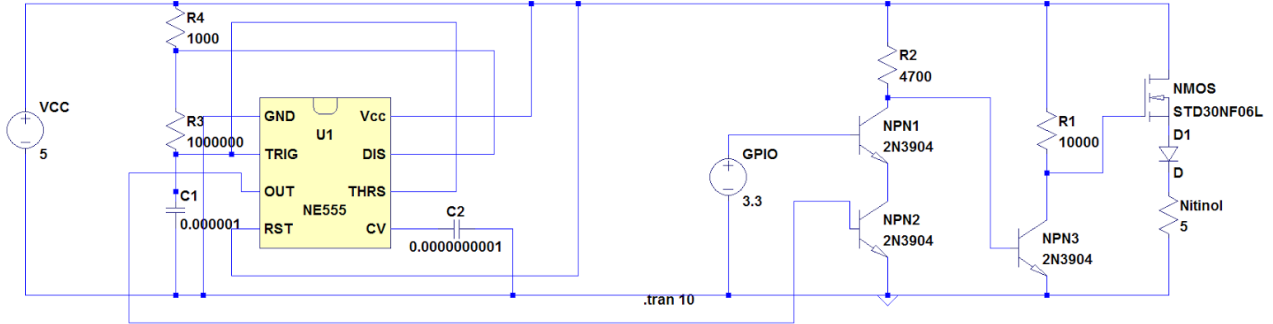 R4
1000
VCC
5
R3
1000000
C1
0.000001
GND
TRIG
OUT
RST
U1
NE555
Vcc
DIS
THRS
CV
C2
0.0000000001
.tran 10
GPIO
3.3
R2
4700
NPN1
2N3904
NPN2
2N3904
NPN3
2N3904
R1
10000
NMOS
STD30NF06L
D1
D
Nitinol
5